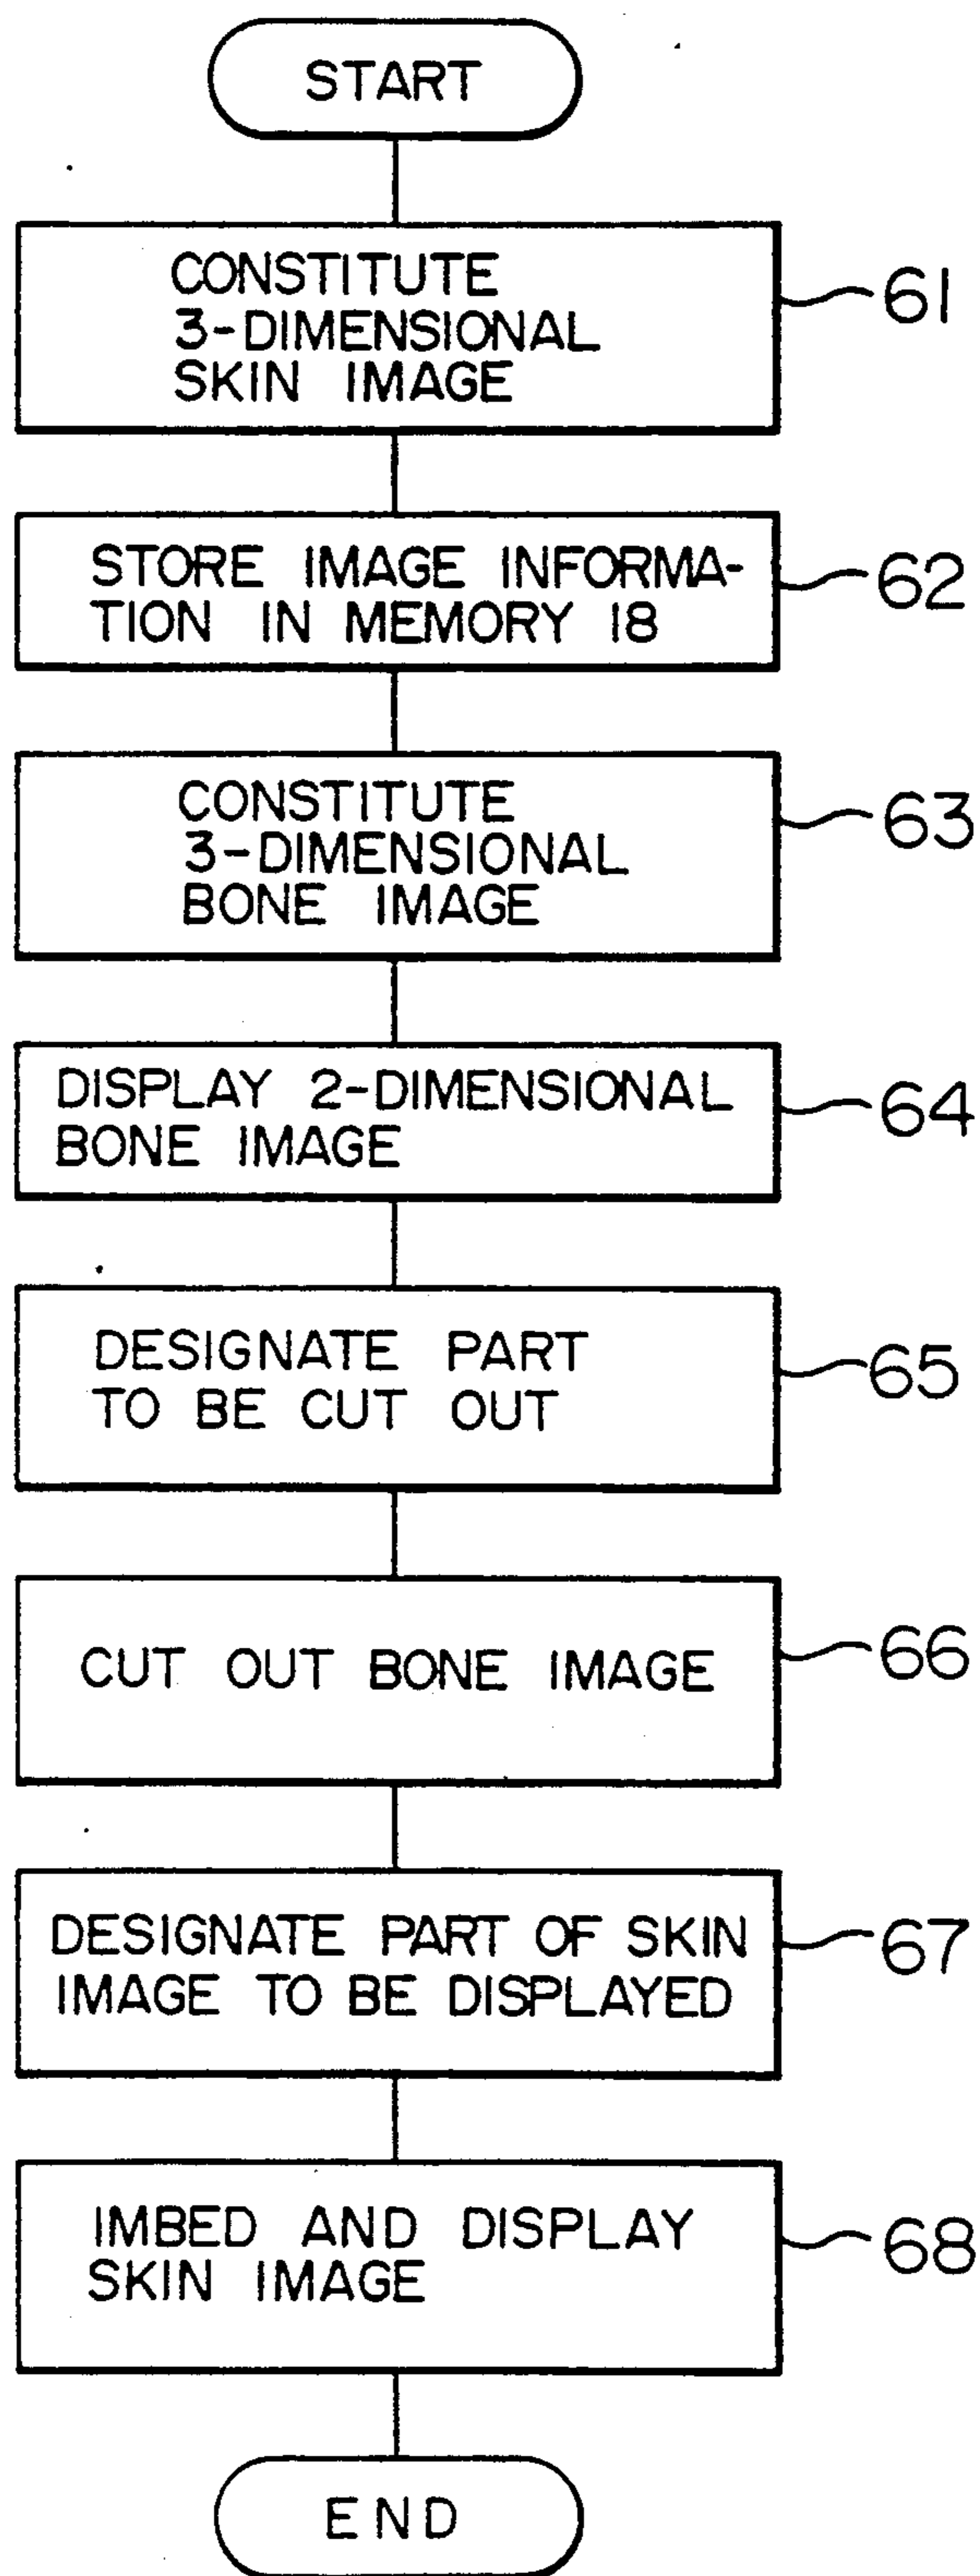 START
CONSTITUTE
3-DIMENSIONAL
SKIN IMAGE
61
STORE IMAGE INFORMA-
TION IN MEMORY 18
62
CONSTITUTE
3-DIMENSIONAL
BONE IMAGE
63
DISPLAY 2-DIMENSIONAL
BONE IMAGE
64
DESIGNATE PART
TO BE CUT OUT
65
CUT OUT BONE IMAGE
66
DESIGNATE PART OF SKIN
IMAGE TO BE DISPLAYED
67
IMBED AND DISPLAY
SKIN IMAGE
68
END